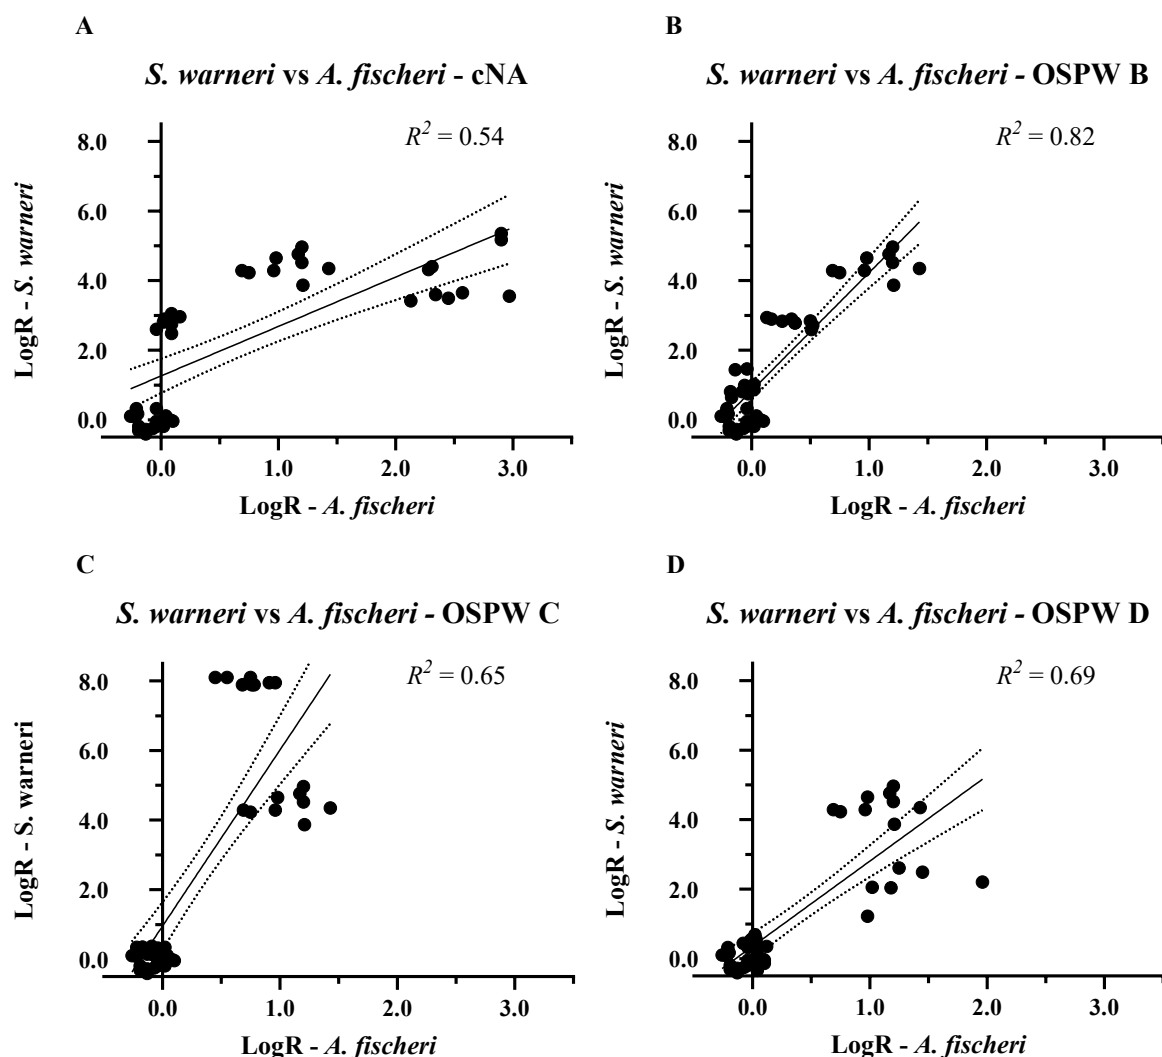 A
S. warneri vs A. fischeri - cNA
R² = 0.54
LogR - S. warneri
8.0
6.0
4.0
2.0
0.0
0.0 1.0 2.0 3.0
LogR - A. fischeri
B
S. warneri vs A. fischeri - OSPW B
R² = 0.82
LogR - S. warneri
8.0
6.0
4.0
2.0
0.0
0.0 1.0 2.0 3.0
LogR - A. fischeri
C
S. warneri vs A. fischeri - OSPW C
R² = 0.65
LogR - S. warneri
8.0
6.0
4.0
2.0
0.0
0.0 1.0 2.0 3.0
LogR - A. fischeri
D
S. warneri vs A. fischeri - OSPW D
R² = 0.69
LogR - S. warneri
8.0
6.0
4.0
2.0
0.0
0.0 1.0 2.0 3.0
LogR - A. fischeri